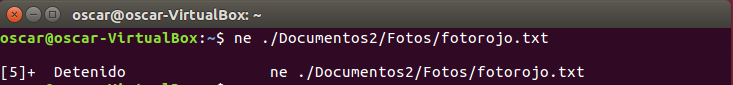 oscar@oscar-VirtualBox: ~
oscar@oscar-VirtualBox:~$ ne ./Documentos2/Fotos/fotorojo.txt
[5]+  Detenido                 ne ./Documentos2/Fotos/fotorojo.txt